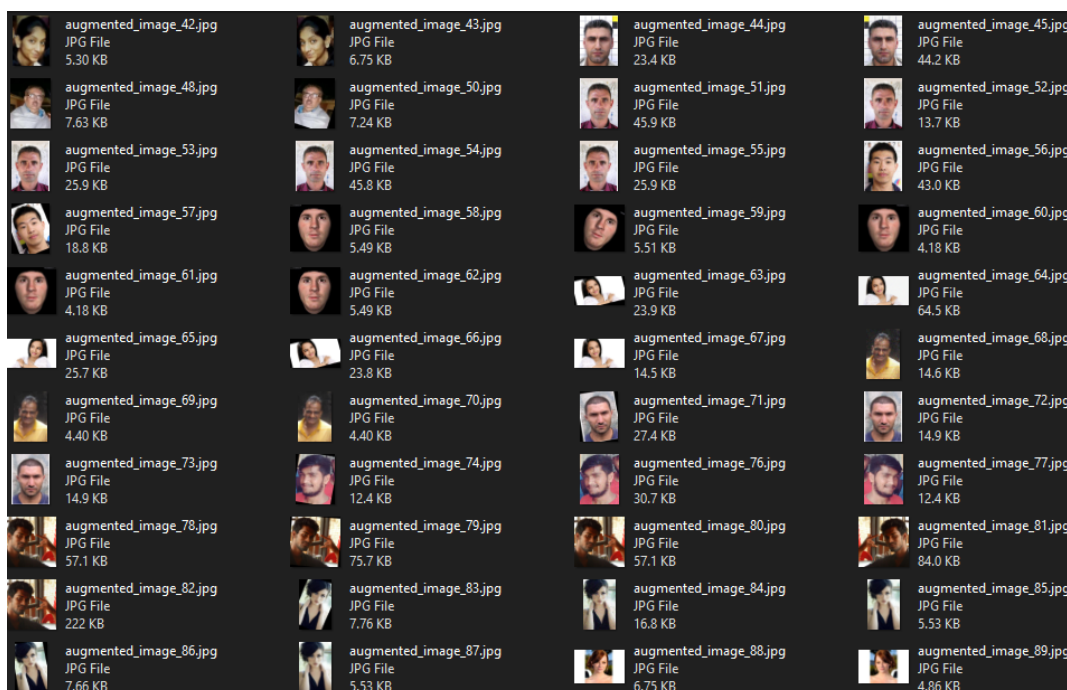 augmented_image_42.jpg
JPG File
5.30 KB
augmented_image_43.jpg
JPG File
6.75 KB
augmented_image_44.jpg
JPG File
23.4 KB
augmented_image_45.jpg
JPG File
44.2 KB
augmented_image_48.jpg
JPG File
7.63 KB
augmented_image_50.jpg
JPG File
7.24 KB
augmented_image_51.jpg
JPG File
45.9 KB
augmented_image_52.jpg
JPG File
13.7 KB
augmented_image_53.jpg
JPG File
25.9 KB
augmented_image_54.jpg
JPG File
45.8 KB
augmented_image_55.jpg
JPG File
25.9 KB
augmented_image_56.jpg
JPG File
43.0 KB
augmented_image_57.jpg
JPG File
18.8 KB
augmented_image_58.jpg
JPG File
5.49 KB
augmented_image_59.jpg
JPG File
5.51 KB
augmented_image_60.jpg
JPG File
4.18 KB
augmented_image_61.jpg
JPG File
4.18 KB
augmented_image_62.jpg
JPG File
5.49 KB
augmented_image_63.jpg
JPG File
23.9 KB
augmented_image_64.jpg
JPG File
64.5 KB
augmented_image_65.jpg
JPG File
25.7 KB
augmented_image_66.jpg
JPG File
23.8 KB
augmented_image_67.jpg
JPG File
14.5 KB
augmented_image_68.jpg
JPG File
14.6 KB
augmented_image_69.jpg
JPG File
4.40 KB
augmented_image_70.jpg
JPG File
4.40 KB
augmented_image_71.jpg
JPG File
27.4 KB
augmented_image_72.jpg
JPG File
14.9 KB
augmented_image_73.jpg
JPG File
14.9 KB
augmented_image_74.jpg
JPG File
12.4 KB
augmented_image_76.jpg
JPG File
30.7 KB
augmented_image_77.jpg
JPG File
12.4 KB
augmented_image_78.jpg
JPG File
57.1 KB
augmented_image_79.jpg
JPG File
75.7 KB
augmented_image_80.jpg
JPG File
57.1 KB
augmented_image_81.jpg
JPG File
84.0 KB
augmented_image_82.jpg
JPG File
222 KB
augmented_image_83.jpg
JPG File
7.76 KB
augmented_image_84.jpg
JPG File
16.8 KB
augmented_image_85.jpg
JPG File
5.53 KB
augmented_image_86.jpg
JPG File
7.66 KB
augmented_image_87.jpg
JPG File
5.53 KB
augmented_image_88.jpg
JPG File
6.75 KB
augmented_image_89.jpg
JPG File
4.86 KB